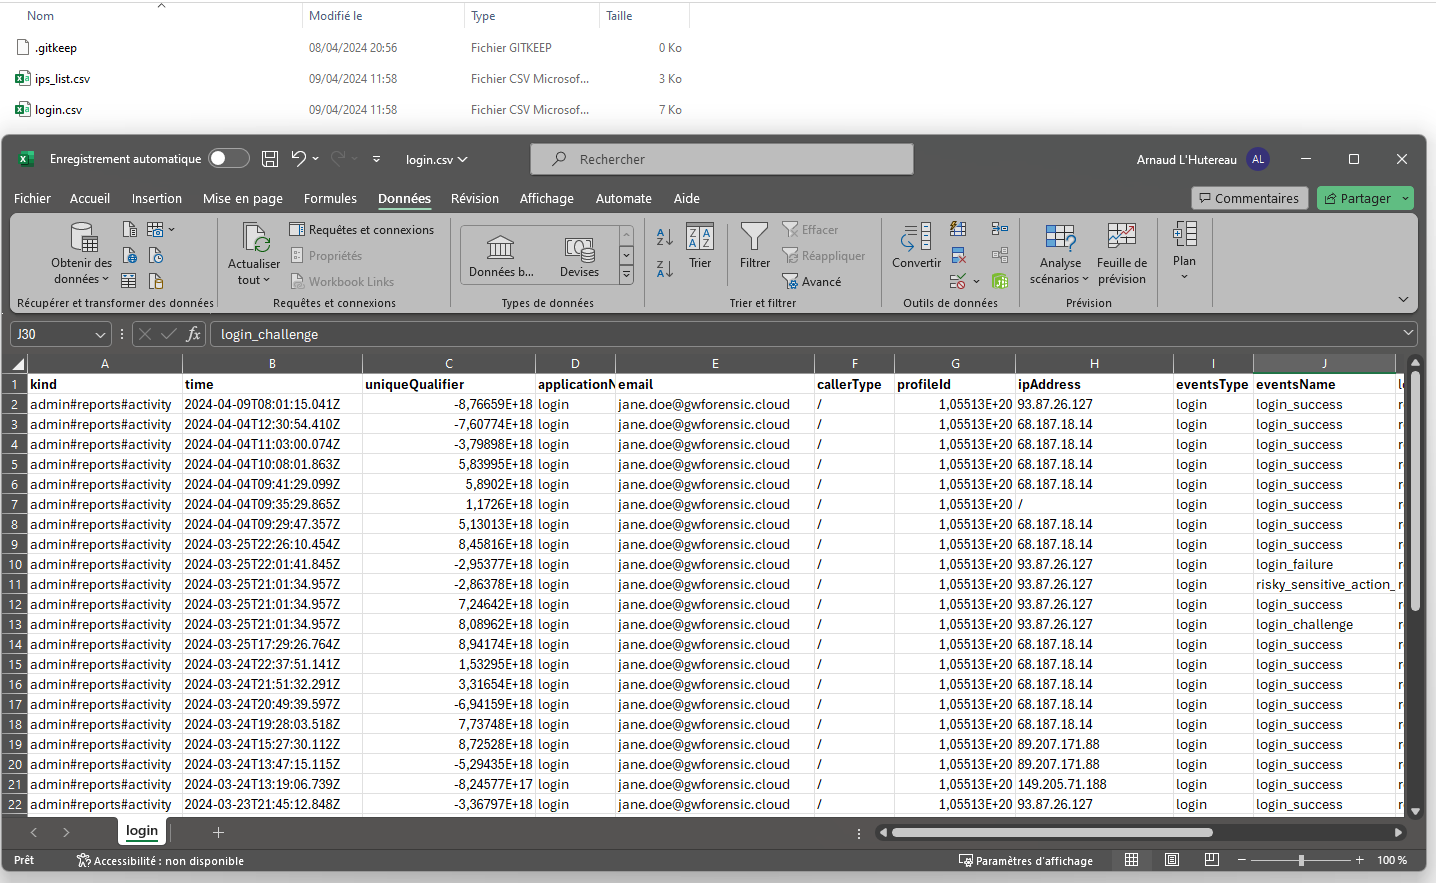 Nom Modifié le Type Taille
.gitkeep 08/04/2024 20:56 Fichier GITKEEP 0 Ko
ips_list.csv 09/04/2024 11:58 Fichier CSV Microsof... 3 Ko
login.csv 09/04/2024 11:58 Fichier CSV Microsof... 7 Ko
Enregistrement automatique login.csv Rechercher Arnaud L'Hutereau AL
Fichier Accueil Insertion Mise en page Formules Données Révision Affichage Automate Aide Commentaires Partager
Obtenir des données
Actualiser tout
Requêtes et connexions
Propriétés
Workbook Links
Données b... Devises
Trier
Filtrer
Effacer
Réappliquer
Avancé
Convertir
Analyse scénarios
Feuille de prévision
Plan
Récupérer et transformer des données Requêtes et connexions Types de données Trier et filtrer Outils de données Prévision
J30 fx login_challenge
A B C D E F G H I J
1 kind time uniqueQualifier applicationN email callerType profileId ipAddress eventsType eventsName
2 admin#reports#activity 2024-04-09T08:01:15.041Z -8,76659E+18 login jane.doe@gwforensic.cloud / 1,05513E+20 93.87.26.127 login login_success
3 admin#reports#activity 2024-04-04T12:30:54.410Z -7,60774E+18 login jane.doe@gwforensic.cloud / 1,05513E+20 68.187.18.14 login login_success
4 admin#reports#activity 2024-04-04T11:03:00.074Z -3,79898E+18 login jane.doe@gwforensic.cloud / 1,05513E+20 68.187.18.14 login login_success
5 admin#reports#activity 2024-04-04T10:08:01.863Z 5,83995E+18 login jane.doe@gwforensic.cloud / 1,05513E+20 68.187.18.14 login login_success
6 admin#reports#activity 2024-04-04T09:41:29.099Z 5,8902E+18 login jane.doe@gwforensic.cloud / 1,05513E+20 68.187.18.14 login login_success
7 admin#reports#activity 2024-04-04T09:35:29.865Z 1,1726E+18 login jane.doe@gwforensic.cloud / 1,05513E+20 / login login_success
8 admin#reports#activity 2024-04-04T09:29:47.357Z 5,13013E+18 login jane.doe@gwforensic.cloud / 1,05513E+20 68.187.18.14 login login_success
9 admin#reports#activity 2024-03-25T22:26:10.454Z 8,45816E+18 login jane.doe@gwforensic.cloud / 1,05513E+20 68.187.18.14 login login_success
10 admin#reports#activity 2024-03-25T22:01:41.845Z -2,95377E+18 login jane.doe@gwforensic.cloud / 1,05513E+20 93.87.26.127 login login_failure
11 admin#reports#activity 2024-03-25T21:01:34.957Z -2,86378E+18 login jane.doe@gwforensic.cloud / 1,05513E+20 93.87.26.127 login risky_sensitive_action_
12 admin#reports#activity 2024-03-25T21:01:34.957Z 7,24642E+18 login jane.doe@gwforensic.cloud / 1,05513E+20 93.87.26.127 login login_success
13 admin#reports#activity 2024-03-25T21:01:34.957Z 8,08962E+18 login jane.doe@gwforensic.cloud / 1,05513E+20 93.87.26.127 login login_challenge
14 admin#reports#activity 2024-03-25T17:29:26.764Z 8,94174E+18 login jane.doe@gwforensic.cloud / 1,05513E+20 68.187.18.14 login login_success
15 admin#reports#activity 2024-03-24T22:37:51.141Z 1,53295E+18 login jane.doe@gwforensic.cloud / 1,05513E+20 68.187.18.14 login login_success
16 admin#reports#activity 2024-03-24T21:51:32.291Z 3,31654E+18 login jane.doe@gwforensic.cloud / 1,05513E+20 68.187.18.14 login login_success
17 admin#reports#activity 2024-03-24T20:49:39.597Z -6,94159E+18 login jane.doe@gwforensic.cloud / 1,05513E+20 68.187.18.14 login login_success
18 admin#reports#activity 2024-03-24T19:28:03.518Z 7,73748E+18 login jane.doe@gwforensic.cloud / 1,05513E+20 68.187.18.14 login login_success
19 admin#reports#activity 2024-03-24T15:27:30.112Z 8,72528E+18 login jane.doe@gwforensic.cloud / 1,05513E+20 89.207.171.88 login login_success
20 admin#reports#activity 2024-03-24T13:47:15.115Z -5,29435E+18 login jane.doe@gwforensic.cloud / 1,05513E+20 89.207.171.88 login login_success
21 admin#reports#activity 2024-03-24T13:19:06.739Z -8,24577E+17 login jane.doe@gwforensic.cloud / 1,05513E+20 149.205.71.188 login login_success
22 admin#reports#activity 2024-03-23T21:45:12.848Z -3,36797E+18 login jane.doe@gwforensic.cloud / 1,05513E+20 93.87.26.127 login login_success
login
Prêt Accessibilité : non disponible Paramètres d'affichage 100 %